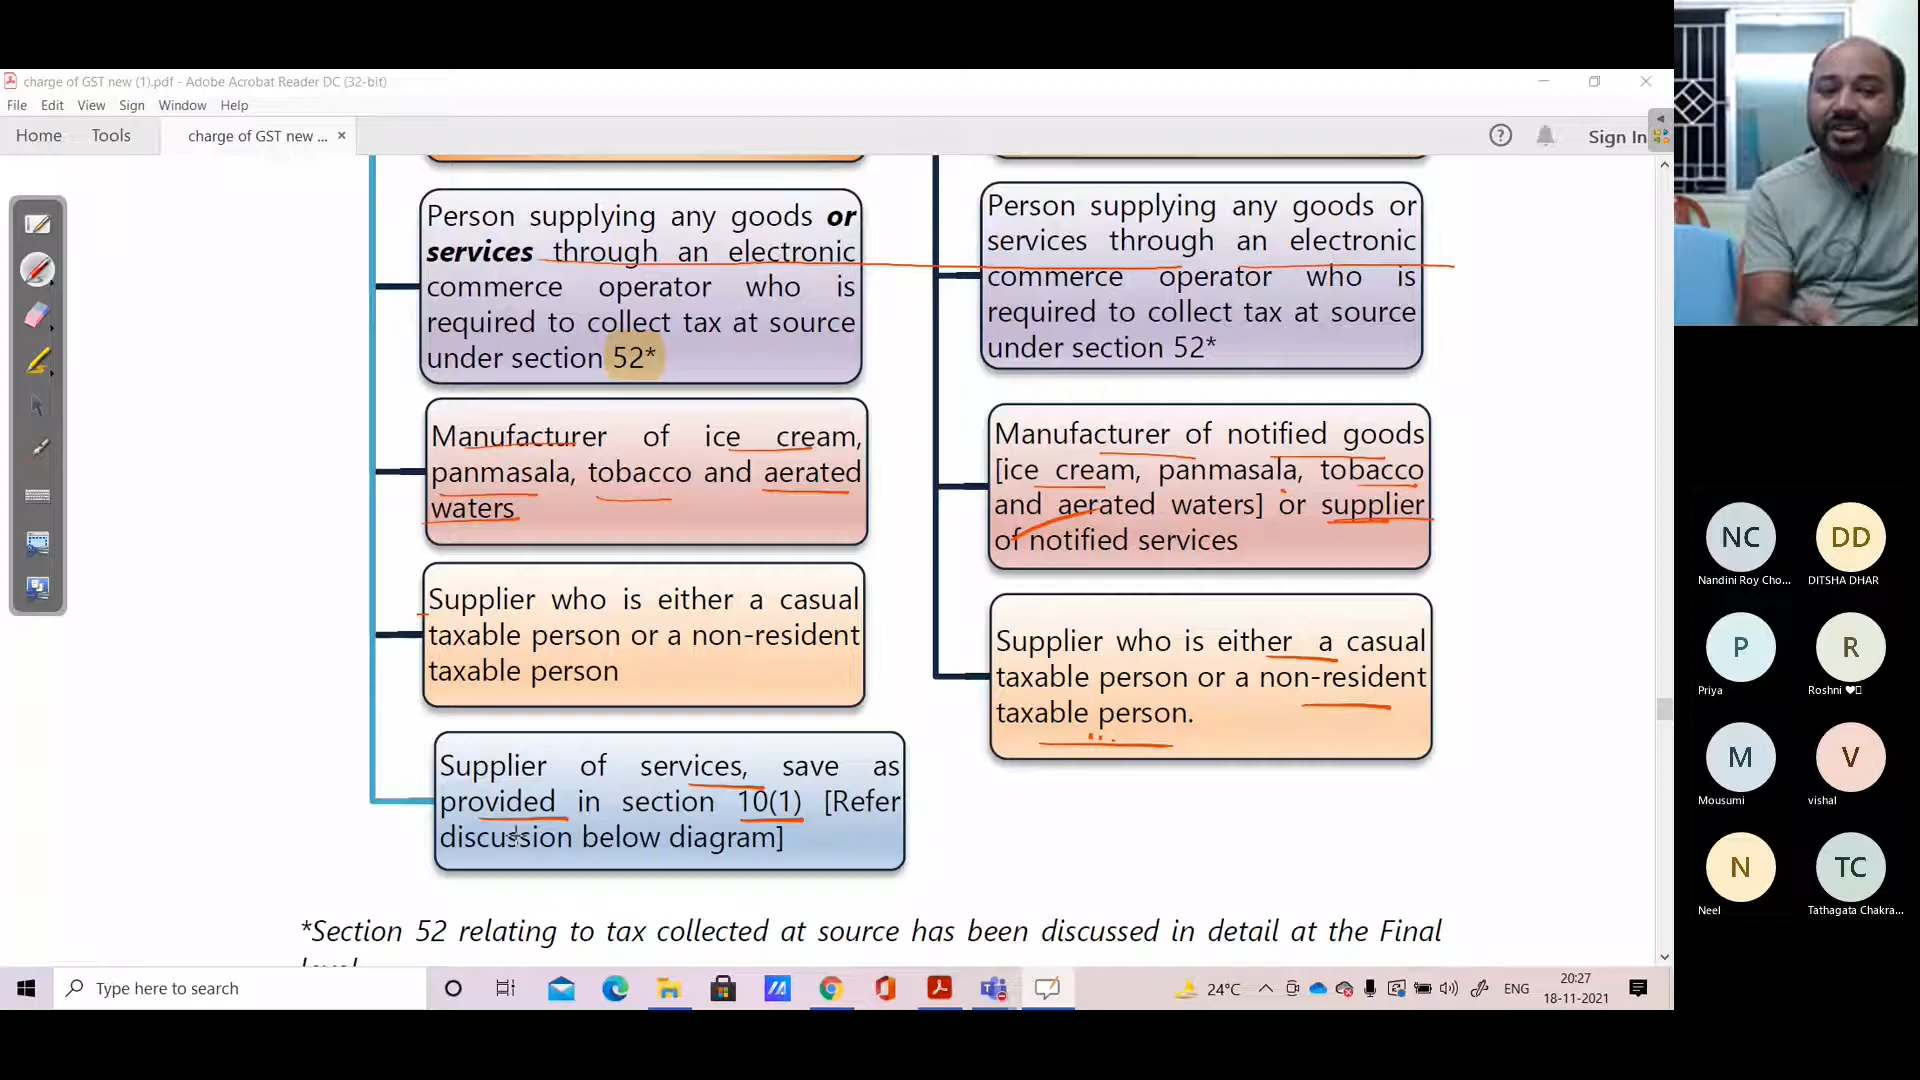 charge of GST new (1).pdf - Adobe Acrobat Reader DC (32-bit)
File Edit View Sign Window Help
Home Tools charge of GST new ... × Sign In
Person supplying any goods or
services through an electronic
commerce operator who is
required to collect tax at source
under section 52*
Manufacturer of ice cream,
panmasala, tobacco and aerated
waters
Supplier who is either a casual
taxable person or a non-resident
taxable person
Supplier of services, save as
provided in section 10(1) [Refer
discussion below diagram]
Person supplying any goods or
services through an electronic
commerce operator who is
required to collect tax at source
under section 52*
Manufacturer of notified goods
[ice cream, panmasala, tobacco
and aerated waters] or supplier
of notified services
Supplier who is either a casual
taxable person or a non-resident
taxable person.
*Section 52 relating to tax collected at source has been discussed in detail at the Final
level
NC DD
Nandini Roy Cho... DITSHA DHAR
P R
Priya Roshni
M V
Mousumi vishal
N TC
Neel Tathagata Chakra...
Type here to search
24°C ENG
20:27
18-11-2021